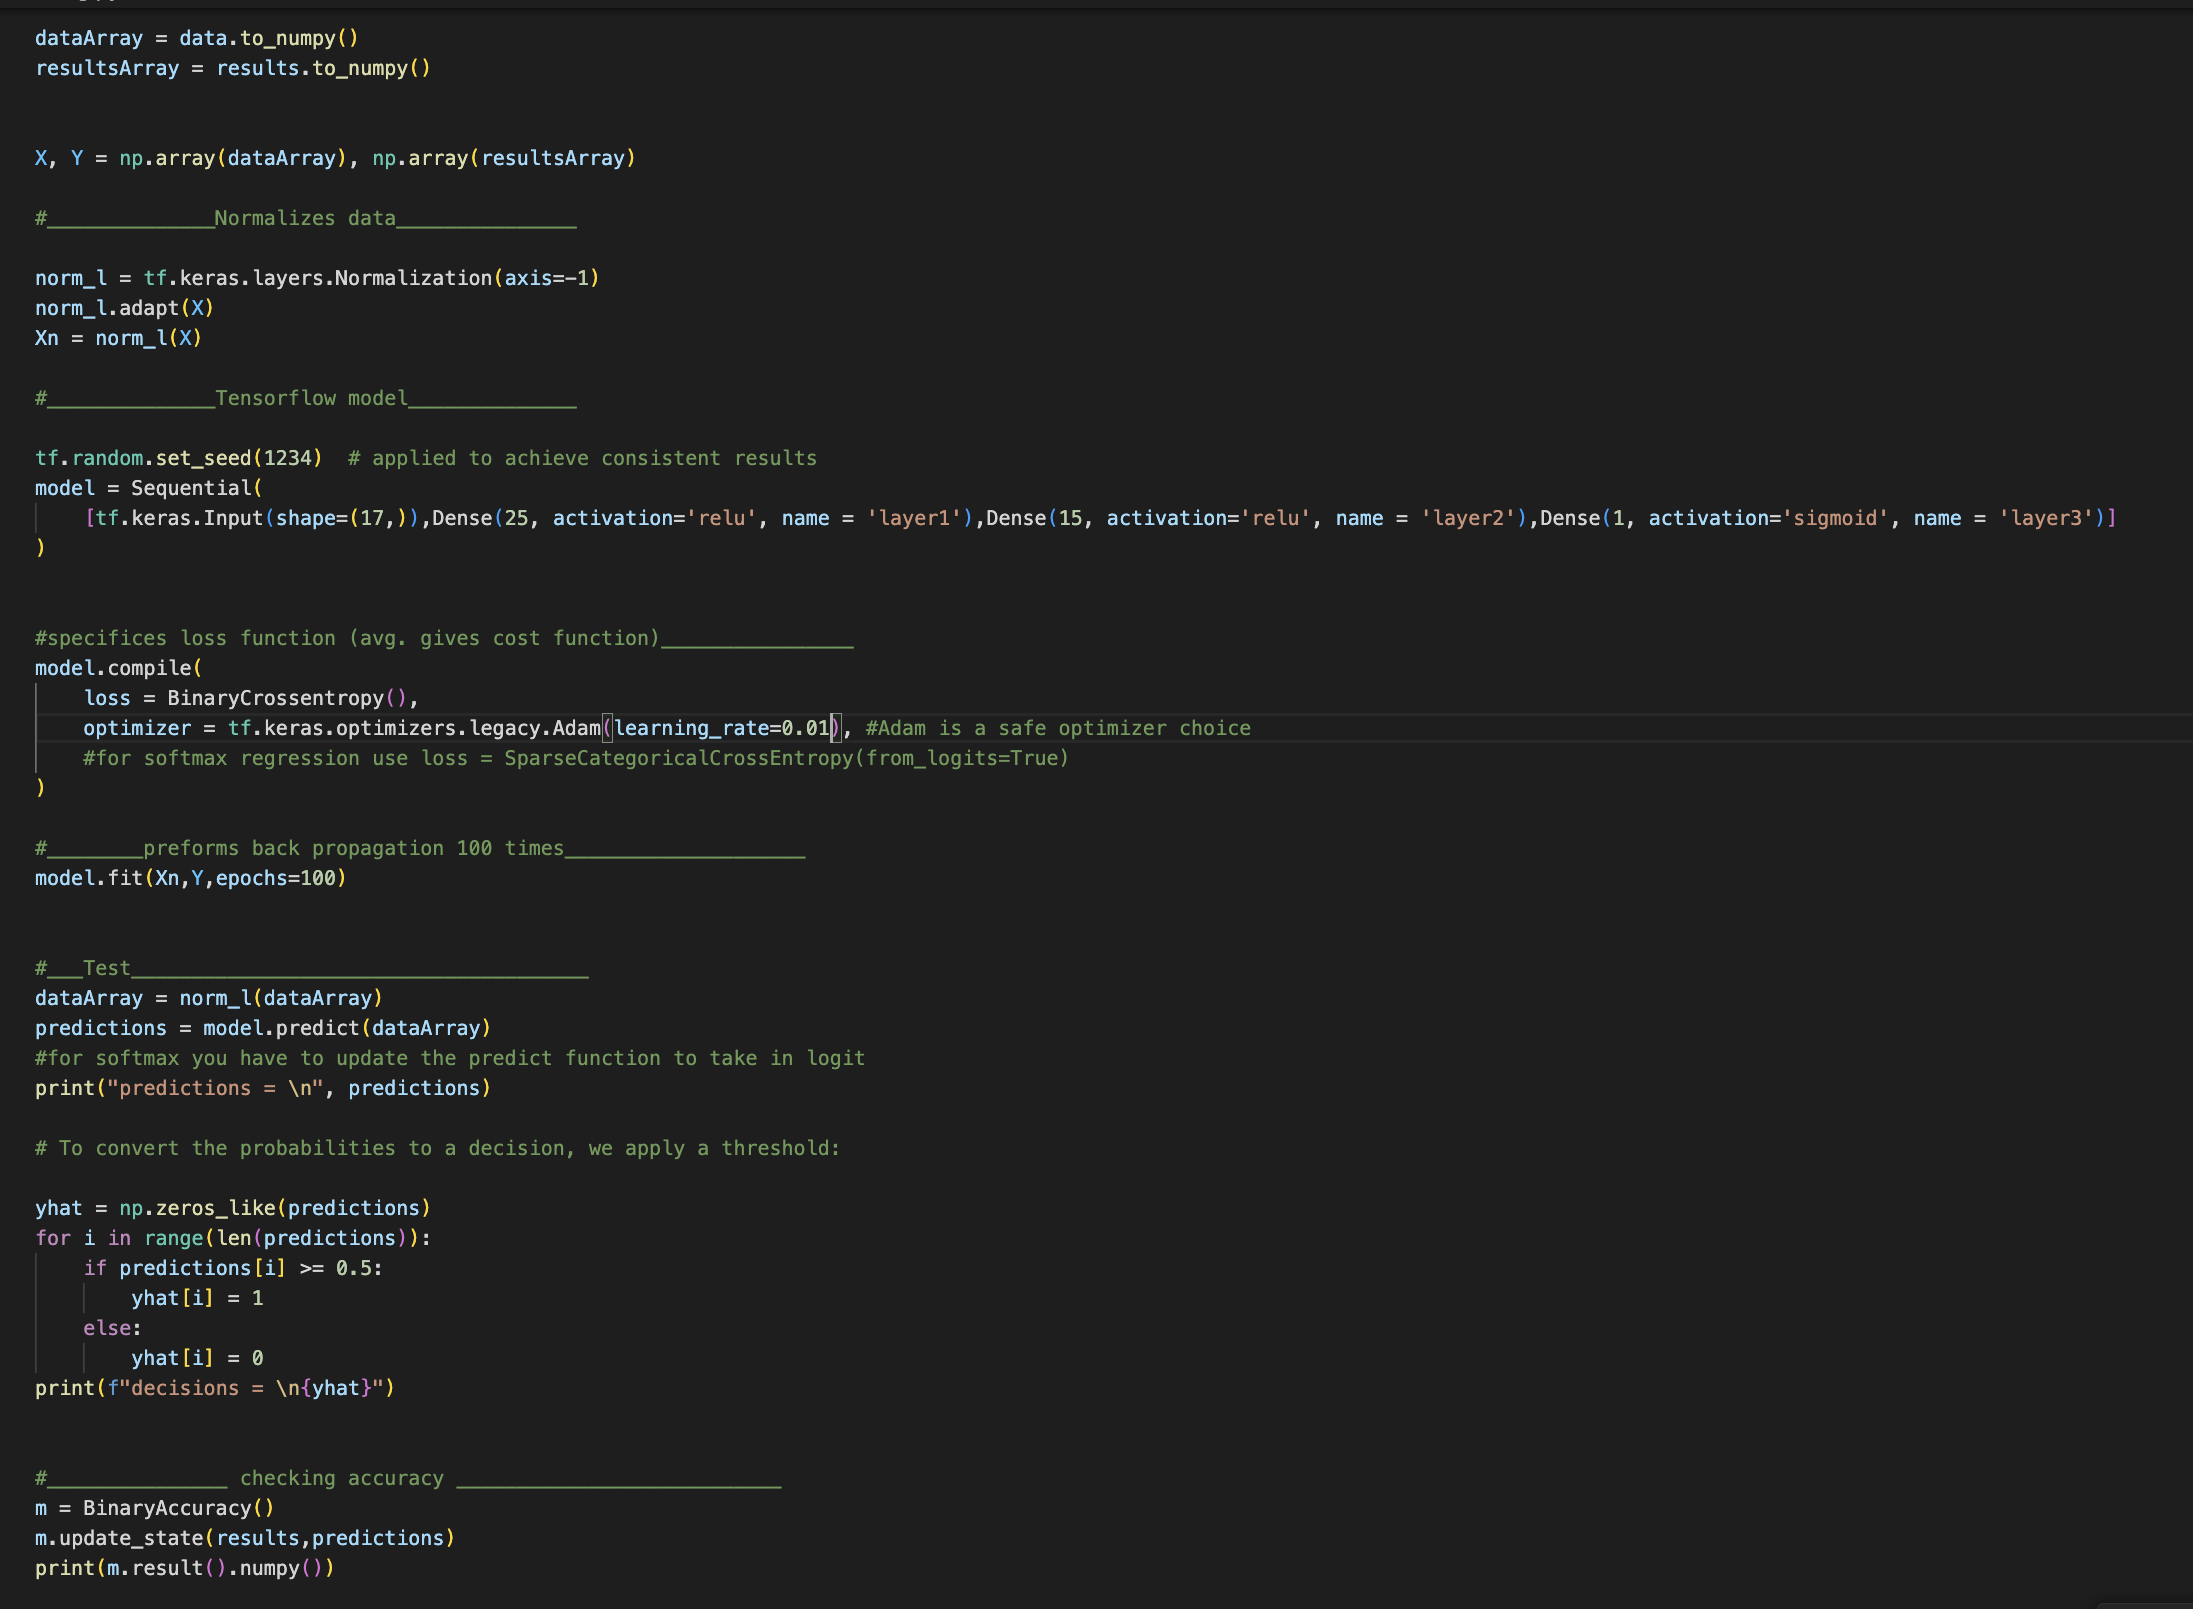 dataArray = data.to_numpy()
resultsArray = results.to_numpy()
X, Y = np.array(dataArray), np.array(resultsArray)
#______________Normalizes data_______________
norm_l = tf.keras.layers.Normalization(axis=-1)
norm_l.adapt(X)
Xn = norm_l(X)
#______________Tensorflow model______________
tf.random.set_seed(1234)  # applied to achieve consistent results
model = Sequential(
    [tf.keras.Input(shape=(17,)),Dense(25, activation='relu', name = 'layer1'),Dense(15, activation='relu', name = 'layer2'),Dense(1, activation='sigmoid', name = 'layer3')]
)
#specifices loss function (avg. gives cost function)________________
model.compile(
    loss = BinaryCrossentropy(),
    optimizer = tf.keras.optimizers.legacy.Adam(learning_rate=0.01), #Adam is a safe optimizer choice
    #for softmax regression use loss = SparseCategoricalCrossEntropy(from_logits=True)
)
#________preforms back propagation 100 times____________________
model.fit(Xn,Y,epochs=100)
#___Test______________________________________
dataArray = norm_l(dataArray)
predictions = model.predict(dataArray)
#for softmax you have to update the predict function to take in logit
print("predictions = \n", predictions)
# To convert the probabilities to a decision, we apply a threshold:
yhat = np.zeros_like(predictions)
for i in range(len(predictions)):
    if predictions[i] >= 0.5:
        yhat[i] = 1
    else:
        yhat[i] = 0
print(f"decisions = \n{yhat}")
#_______________ checking accuracy ___________________________
m = BinaryAccuracy()
m.update_state(results,predictions)
print(m.result().numpy())